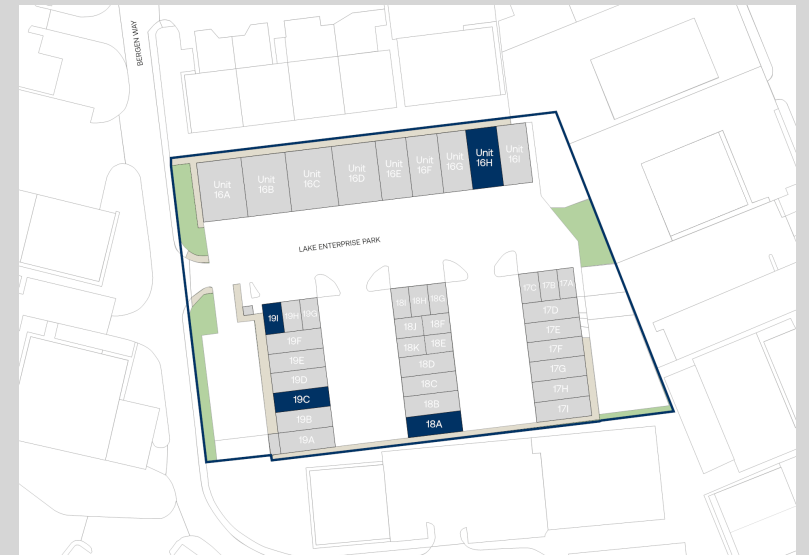 BERGEN WAY
Unit
16A
Unit
16B
Unit
16C
Unit
16D
Unit
16E
Unit
16F
Unit
16G
Unit
16H
Unit
16I
LAKE ENTERPRISE PARK
19I
19H
19G
19F
19E
19D
19C
19B
19A
18I
18H
18G
18J
18F
18K
18E
18D
18C
18B
18A
17C
17B
17A
17D
17E
17F
17G
17H
17I